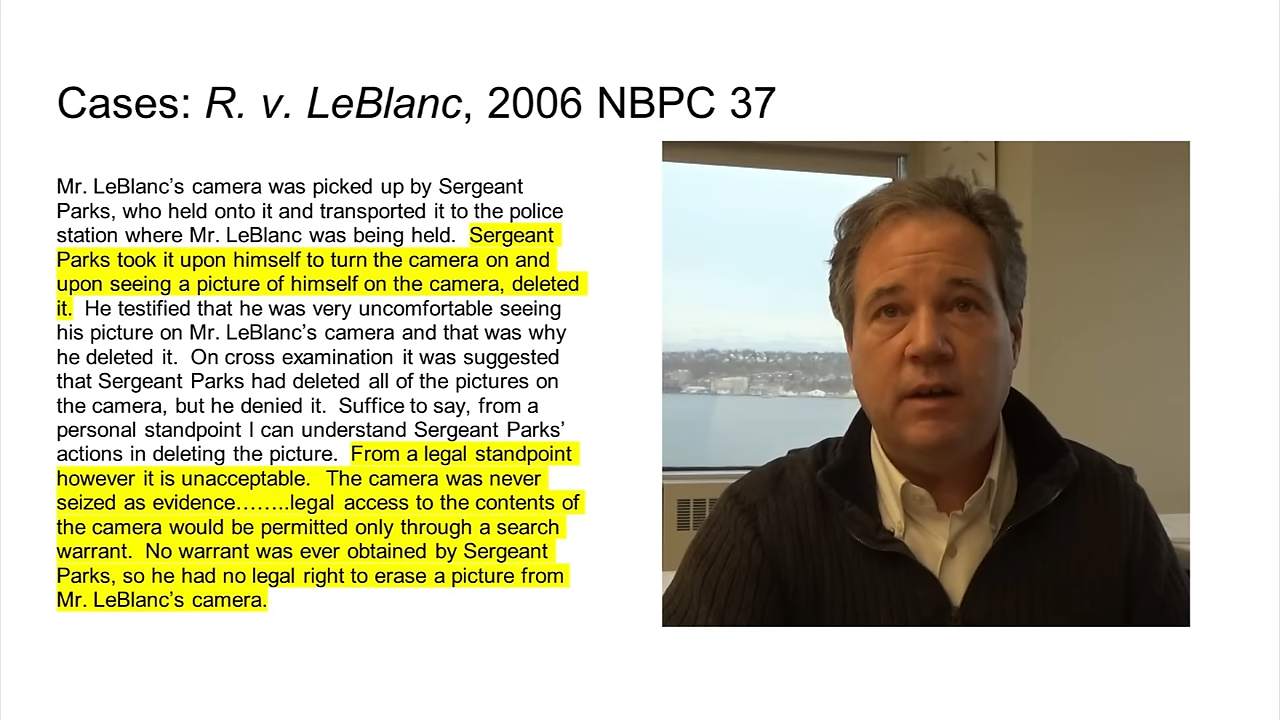 Cases: R. v. LeBlanc, 2006 NBPC 37
Mr. LeBlanc’s camera was picked up by Sergeant
Parks, who held onto it and transported it to the police
station where Mr. LeBlanc was being held.  Sergeant
Parks took it upon himself to turn the camera on and
upon seeing a picture of himself on the camera, deleted
it.  He testified that he was very uncomfortable seeing
his picture on Mr. LeBlanc’s camera and that was why
he deleted it.  On cross examination it was suggested
that Sergeant Parks had deleted all of the pictures on
the camera, but he denied it.  Suffice to say, from a
personal standpoint I can understand Sergeant Parks’
actions in deleting the picture.  From a legal standpoint
however it is unacceptable.  The camera was never
seized as evidence……..legal access to the contents of
the camera would be permitted only through a search
warrant.  No warrant was ever obtained by Sergeant
Parks, so he had no legal right to erase a picture from
Mr. LeBlanc’s camera.